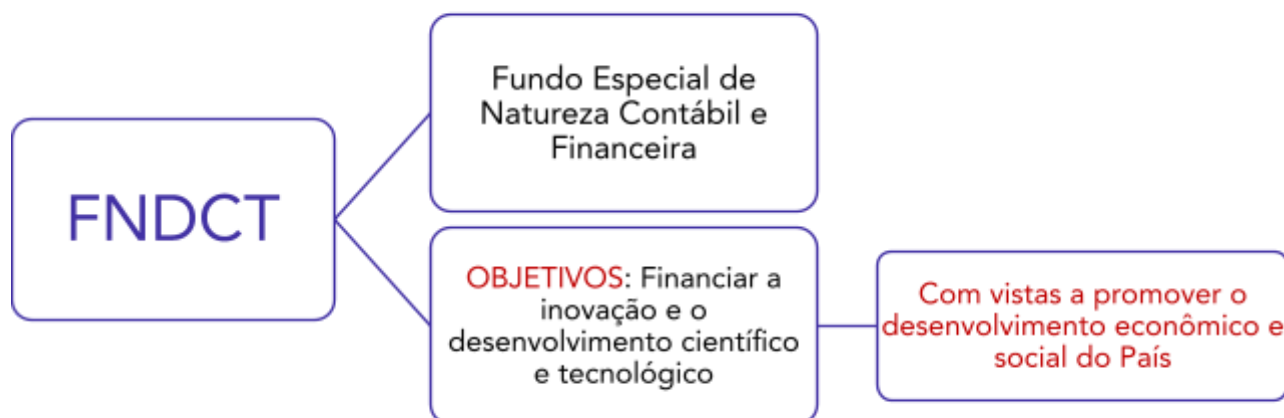 FNDCT
Fundo Especial de
Natureza Contábil e
Financeira
OBJETIVOS: Financiar a
inovação e o
desenvolvimento científico
e tecnológico
Com vistas a promover o
desenvolvimento econômico e
social do País